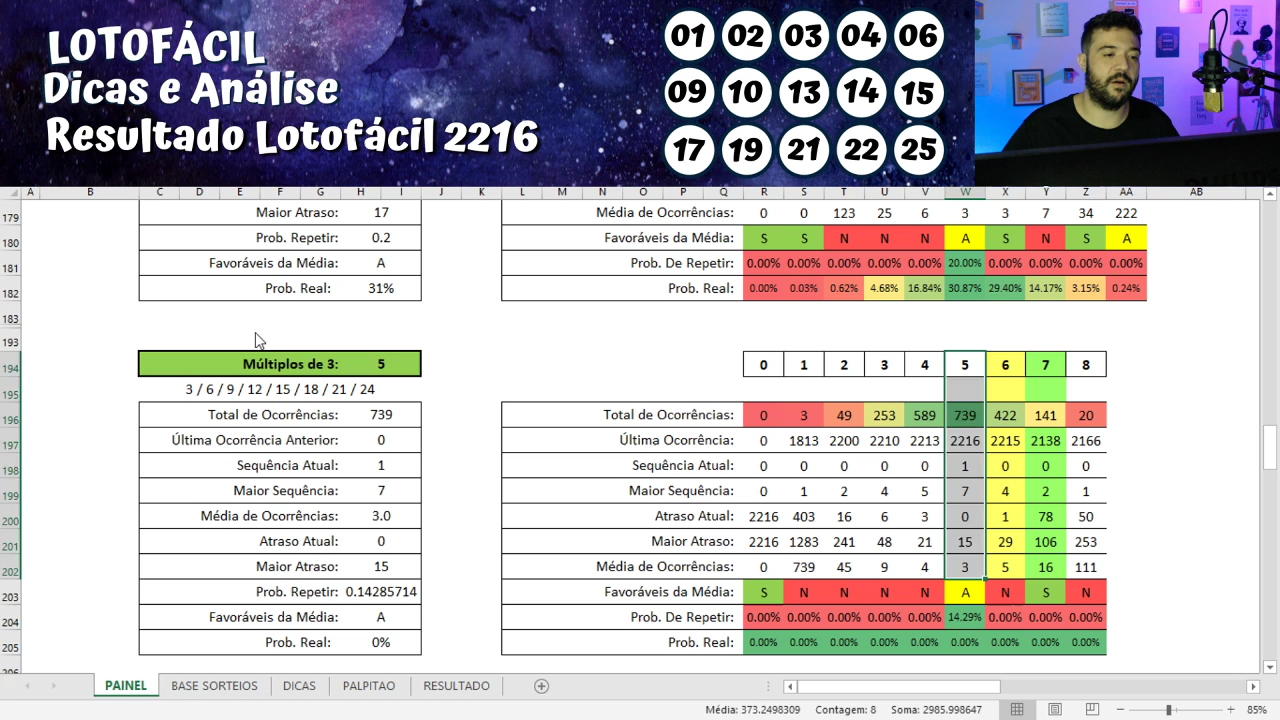 LOTOFÁCIL
Dicas e Análise
Resultado Lotofácil 2216
01 02 03 04 06
09 10 13 14 15
17 19 21 22 25
A B C D E F G H I J K L M N O P Q R S T U V W X Y Z AA AB
179 Maior Atraso: 17 Média de Ocorrências: 0 0 123 25 6 3 3 7 34 222
180 Prob. Repetir: 0.2 Favoráveis da Média: S S N N N A S N S A
181 Favoráveis da Média: A Prob. De Repetir: 0.00% 0.00% 0.00% 0.00% 0.00% 20.00% 0.00% 0.00% 0.00% 0.00%
182 Prob. Real: 31% Prob. Real: 0.00% 0.03% 0.62% 4.68% 16.84% 30.87% 29.40% 14.17% 3.15% 0.24%
183
193
194 Múltiplos de 3: 5 0 1 2 3 4 5 6 7 8
195 3 / 6 / 9 / 12 / 15 / 18 / 21 / 24
196 Total de Ocorrências: 739 Total de Ocorrências: 0 3 49 253 589 739 422 141 20
197 Última Ocorrência Anterior: 0 Última Ocorrência: 0 1813 2200 2210 2213 2216 2215 2138 2166
198 Sequência Atual: 1 Sequência Atual: 0 0 0 0 0 1 0 0 0
199 Maior Sequência: 7 Maior Sequência: 0 1 2 4 5 7 4 2 1
200 Média de Ocorrências: 3.0 Atraso Atual: 2216 403 16 6 3 0 1 78 50
201 Atraso Atual: 0 Maior Atraso: 2216 1283 241 48 21 15 29 106 253
202 Maior Atraso: 15 Média de Ocorrências: 0 739 45 9 4 3 5 16 111
203 Prob. Repetir: 0.14285714 Favoráveis da Média: S N N N N A N S N
204 Favoráveis da Média: A Prob. De Repetir: 0.00% 0.00% 0.00% 0.00% 0.00% 14.29% 0.00% 0.00% 0.00%
205 Prob. Real: 0% Prob. Real: 0.00% 0.00% 0.00% 0.00% 0.00% 0.00% 0.00% 0.00% 0.00%
PAINEL BASE SORTEIOS DICAS PALPITAO RESULTADO
Média: 373.2498309 Contagem: 8 Soma: 2985.998647 85%